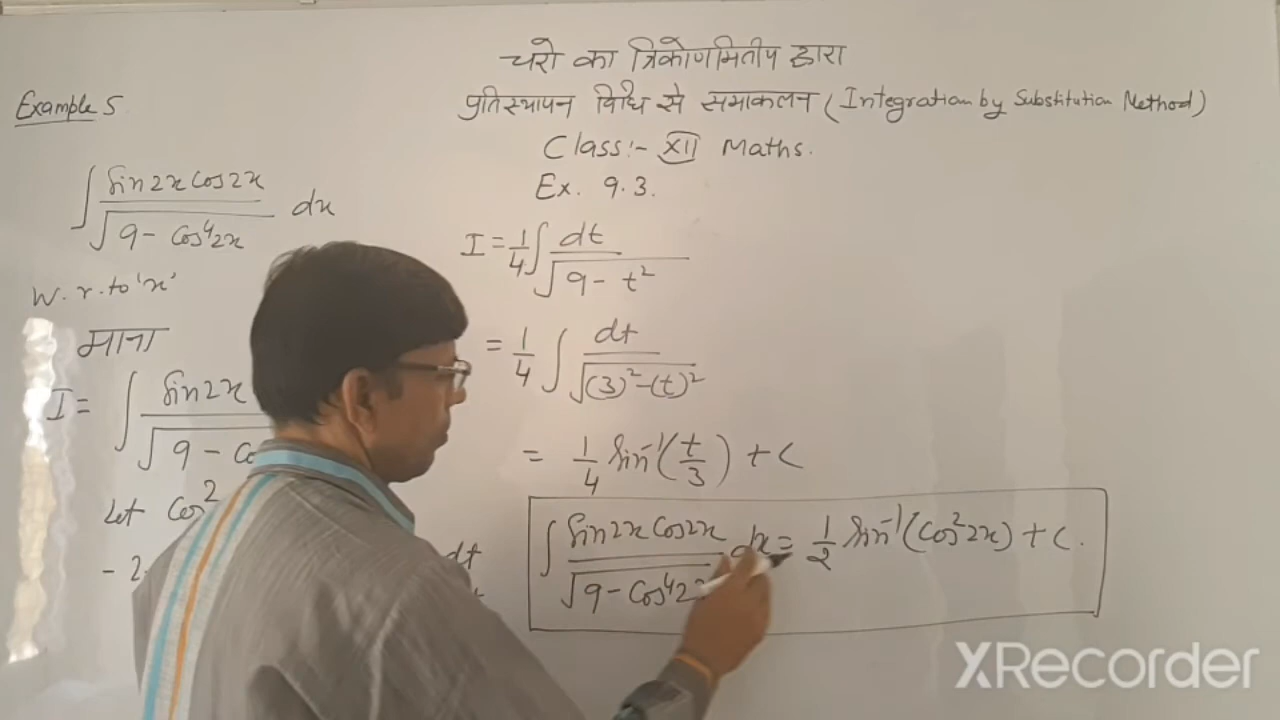 चरो का त्रिकोणमितीय द्वारा
प्रतिस्थापन विधि से समाकलन (Integration by Substitution Method)
Class:- XII Maths.
Ex. 9.3.
Example 5
∫ sin2x cos2x / √(9 - cos⁴2x) dx
w.r.to 'x'
माना
I = ∫ sin2x / √(9 - co
Let cos²
- 2
dt
I = 1/4 ∫ dt / √(9 - t²)
= 1/4 ∫ dt / √((3)² - (t)²)
= 1/4 sin⁻¹(t/3) + c
∫ sin2x cos2x / √(9 - cos⁴2 dx = 1/2 sin⁻¹(cos²2x) + c.
XRecorder